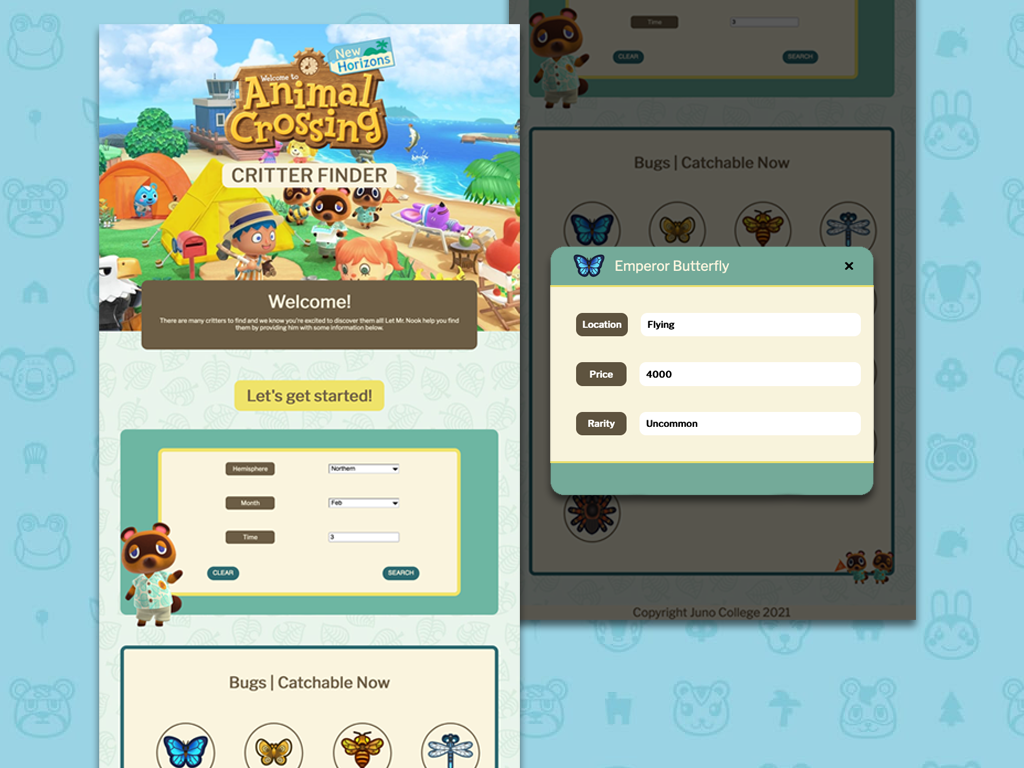 New
Horizons
Welcome to
Animal
Crossing
CRITTER FINDER
Welcome!
There are many critters to find and we know you're excited to discover them all! Let Mr. Nook help you find
them by providing him with some information below.
Let's get started!
Hemisphere
Northern
Month
Feb
Time
3
CLEAR
SEARCH
Bugs | Catchable Now
Time
3
CLEAR
SEARCH
Bugs | Catchable Now
Emperor Butterfly
×
Location
Flying
Price
4000
Rarity
Uncommon
Copyright Juno College 2021